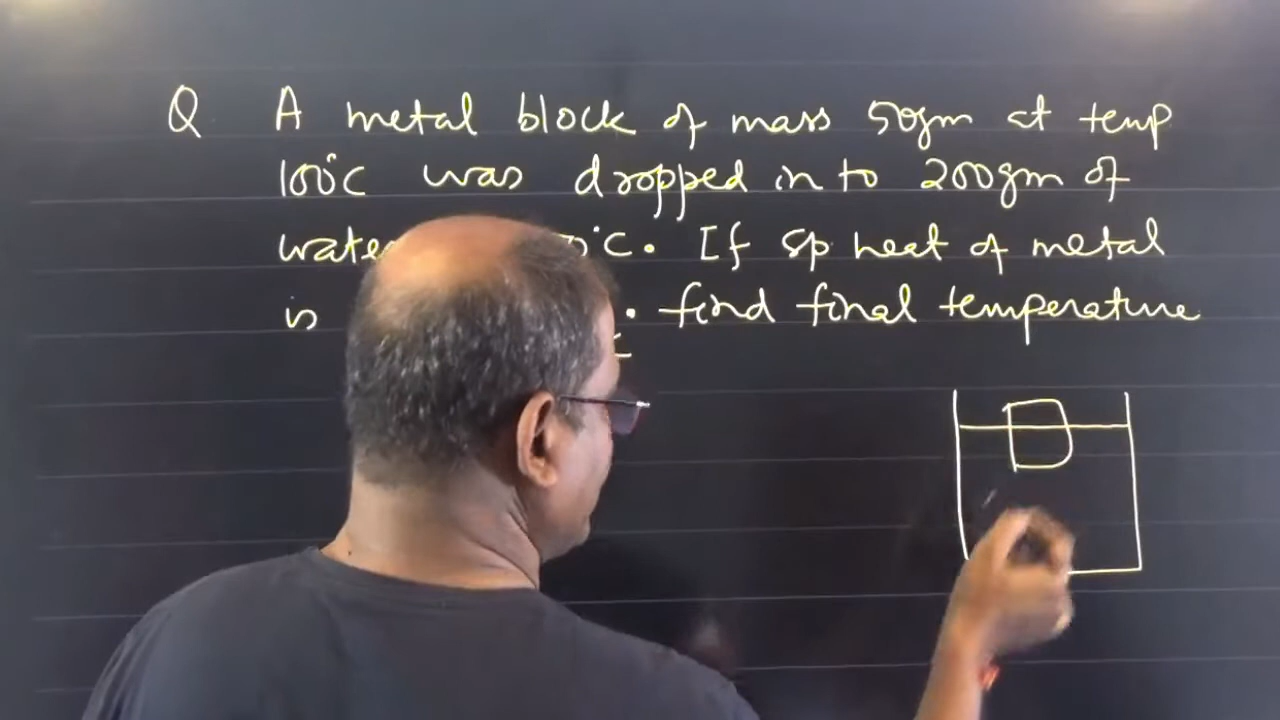 Q A metal block of mass 50gm at temp
100°C was dropped in to 200gm of
°C. If sp heat of metal
is . find final temperature